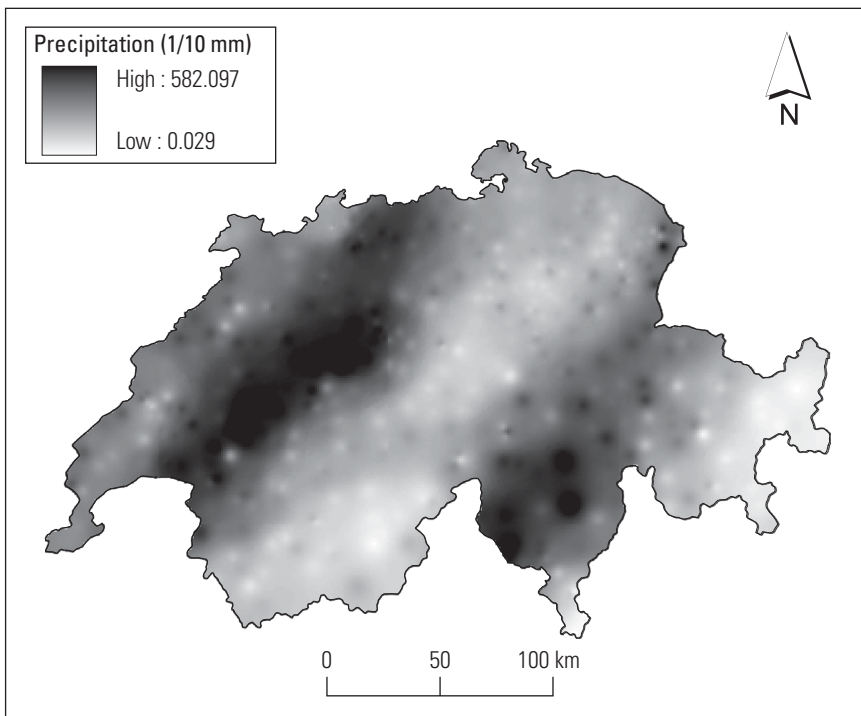 Precipitation (1/10 mm)
High : 582.097
Low : 0.029
N
0 50 100 km